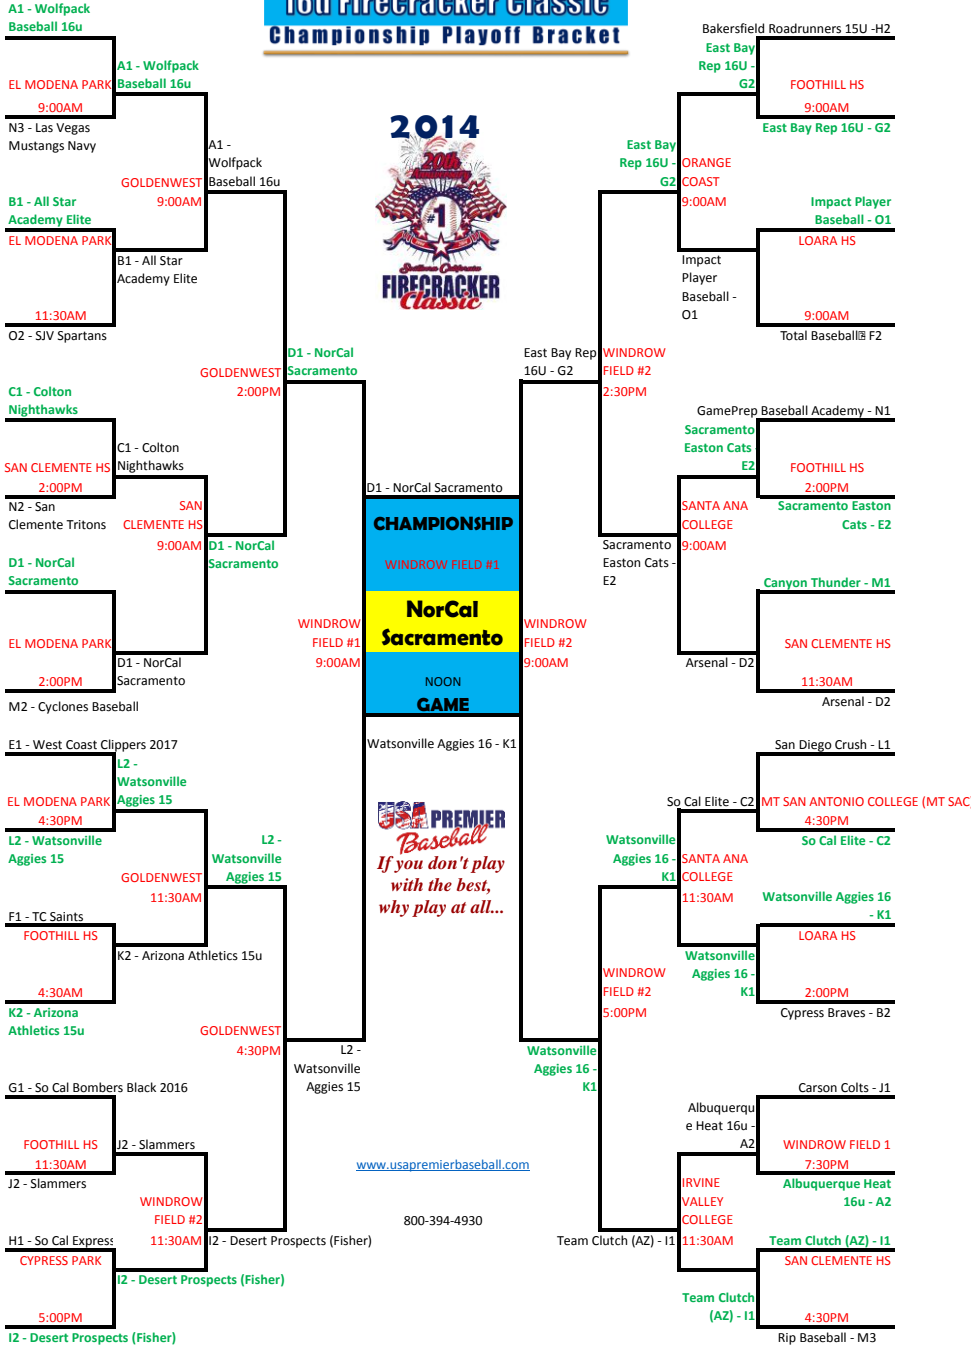 16u Firecracker Classic
Championship Playoff Bracket
A1 - Wolfpack
Baseball 16u
EL MODENA PARK
9:00AM
N3 - Las Vegas
Mustangs Navy
A1 - Wolfpack
Baseball 16u
B1 - All Star
Academy Elite
EL MODENA PARK
11:30AM
O2 - SJV Spartans
B1 - All Star
Academy Elite
GOLDENWEST
9:00AM
A1 -
Wolfpack
Baseball 16u
C1 - Colton
Nighthawks
SAN CLEMENTE HS
2:00PM
N2 - San
Clemente Tritons
C1 - Colton
Nighthawks
D1 - NorCal
Sacramento
EL MODENA PARK
2:00PM
M2 - Cyclones Baseball
D1 - NorCal
Sacramento
SAN
CLEMENTE HS
9:00AM
D1 - NorCal
Sacramento
GOLDENWEST
2:00PM
D1 - NorCal
Sacramento
E1 - West Coast Clippers 2017
EL MODENA PARK
4:30PM
L2 - Watsonville
Aggies 15
L2 -
Watsonville
Aggies 15
F1 - TC Saints
FOOTHILL HS
4:30AM
K2 - Arizona
Athletics 15u
K2 - Arizona Athletics 15u
GOLDENWEST
11:30AM
L2 -
Watsonville
Aggies 15
G1 - So Cal Bombers Black 2016
FOOTHILL HS
11:30AM
J2 - Slammers
J2 - Slammers
H1 - So Cal Express
CYPRESS PARK
5:00PM
I2 - Desert Prospects (Fisher)
I2 - Desert Prospects (Fisher)
WINDROW
FIELD #2
11:30AM
I2 - Desert Prospects (Fisher)
GOLDENWEST
4:30PM
L2 -
Watsonville
Aggies 15
WINDROW
FIELD #1
9:00AM
2014
20th
Anniversary
#1
Southern California
FIRECRACKER
Classic
D1 - NorCal Sacramento
CHAMPIONSHIP
WINDROW FIELD #1
NorCal
Sacramento
NOON
GAME
Watsonville Aggies 16 - K1
USA PREMIER
Baseball
If you don't play
with the best,
why play at all...
www.usapremierbaseball.com
800-394-4930
Bakersfield Roadrunners 15U -H2
FOOTHILL HS
9:00AM
East Bay Rep 16U - G2
East Bay
Rep 16U -
G2
Impact Player
Baseball - O1
LOARA HS
9:00AM
Total Baseball F2
Impact
Player
Baseball -
O1
ORANGE
COAST
9:00AM
East Bay
Rep 16U -
G2
GamePrep Baseball Academy - N1
FOOTHILL HS
2:00PM
Sacramento Easton
Cats - E2
Sacramento
Easton Cats
E2
Canyon Thunder - M1
SAN CLEMENTE HS
11:30AM
Arsenal - D2
Arsenal - D2
SANTA ANA
COLLEGE
9:00AM
Sacramento
Easton Cats -
E2
WINDROW
FIELD #2
2:30PM
East Bay Rep
16U - G2
San Diego Crush - L1
MT SAN ANTONIO COLLEGE (MT SAC)
4:30PM
So Cal Elite - C2
So Cal Elite - C2
Watsonville Aggies 16
- K1
LOARA HS
2:00PM
Cypress Braves - B2
Watsonville
Aggies 16 -
K1
SANTA ANA
COLLEGE
11:30AM
Watsonville
Aggies 16 -
K1
Carson Colts - J1
WINDROW FIELD 1
7:30PM
Albuquerque Heat
16u - A2
Albuquerqu
e Heat 16u -
A2
Team Clutch (AZ) - I1
SAN CLEMENTE HS
4:30PM
Rip Baseball - M3
Team Clutch
(AZ) - I1
IRVINE
VALLEY
COLLEGE
11:30AM
Team Clutch (AZ) - I1
WINDROW
FIELD #2
5:00PM
Watsonville
Aggies 16 -
K1
WINDROW
FIELD #2
9:00AM